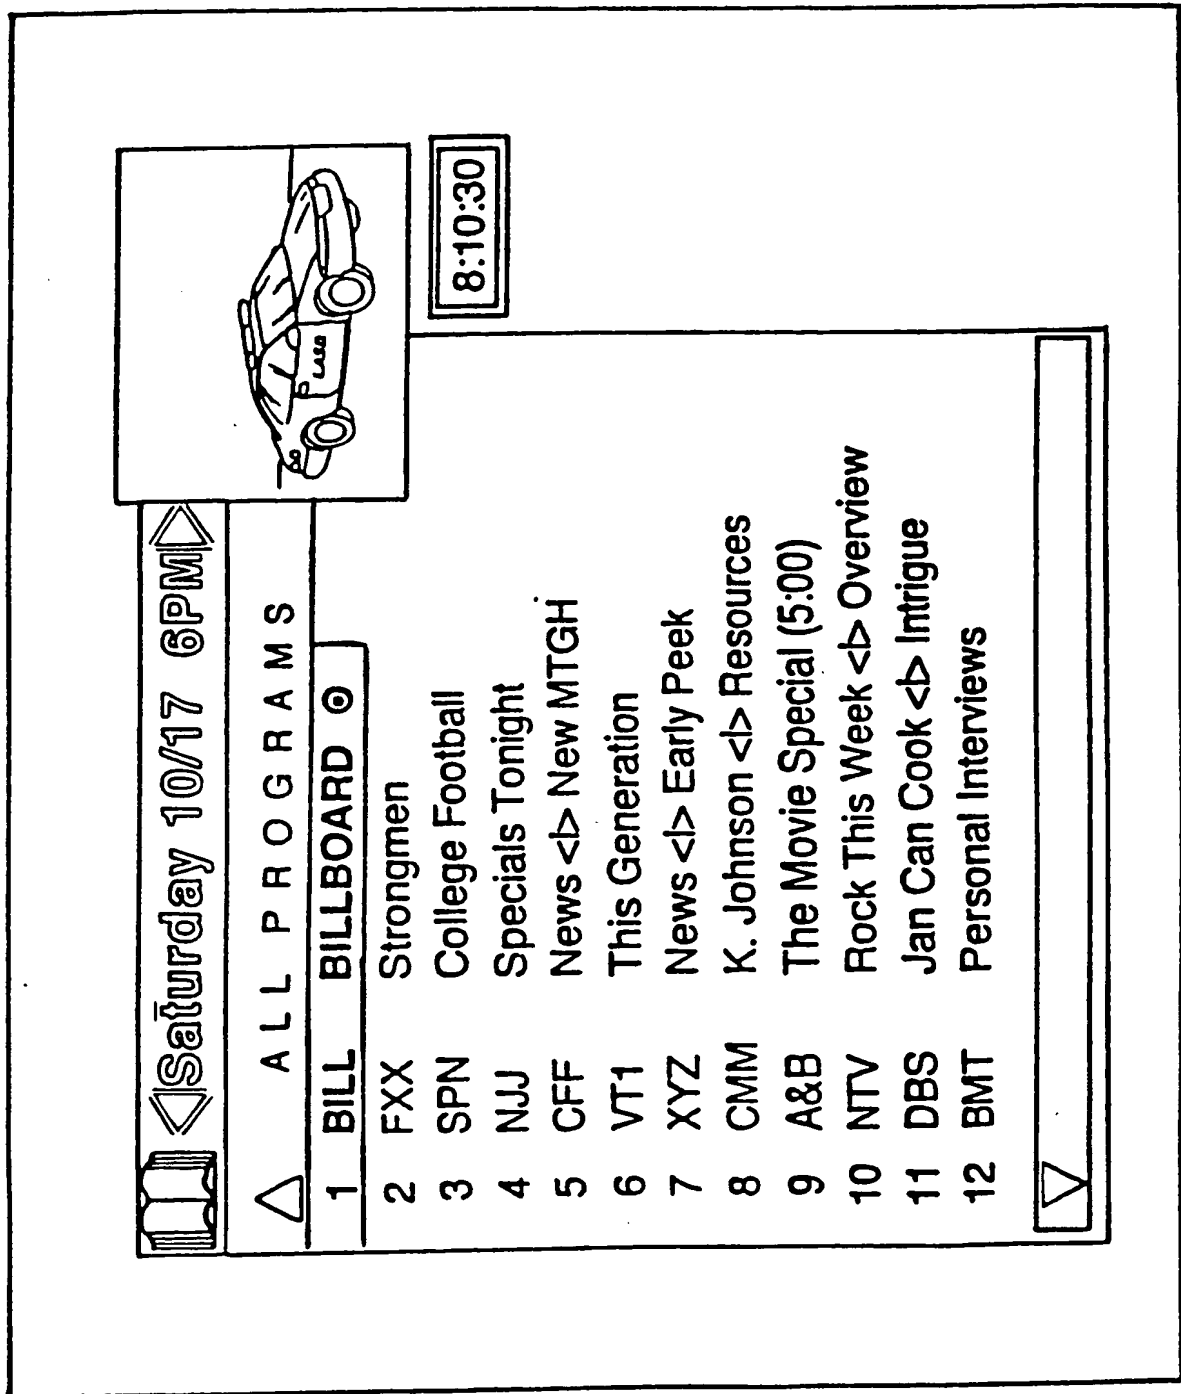 Saturday 10/17 6PM
ALL PROGRAMS
1 BILL BILLBOARD
2 FXX Strongmen
3 SPN College Football
4 NJJ Specials Tonight
5 CFF News <I> New MTGH
6 VT1 This Generation
7 XYZ News <I> Early Peek
8 CMM K. Johnson <I> Resources
9 A&B The Movie Special (5:00)
10 NTV Rock This Week <I> Overview
11 DBS Jan Can Cook <I> Intrigue
12 BMT Personal Interviews
8:10:30